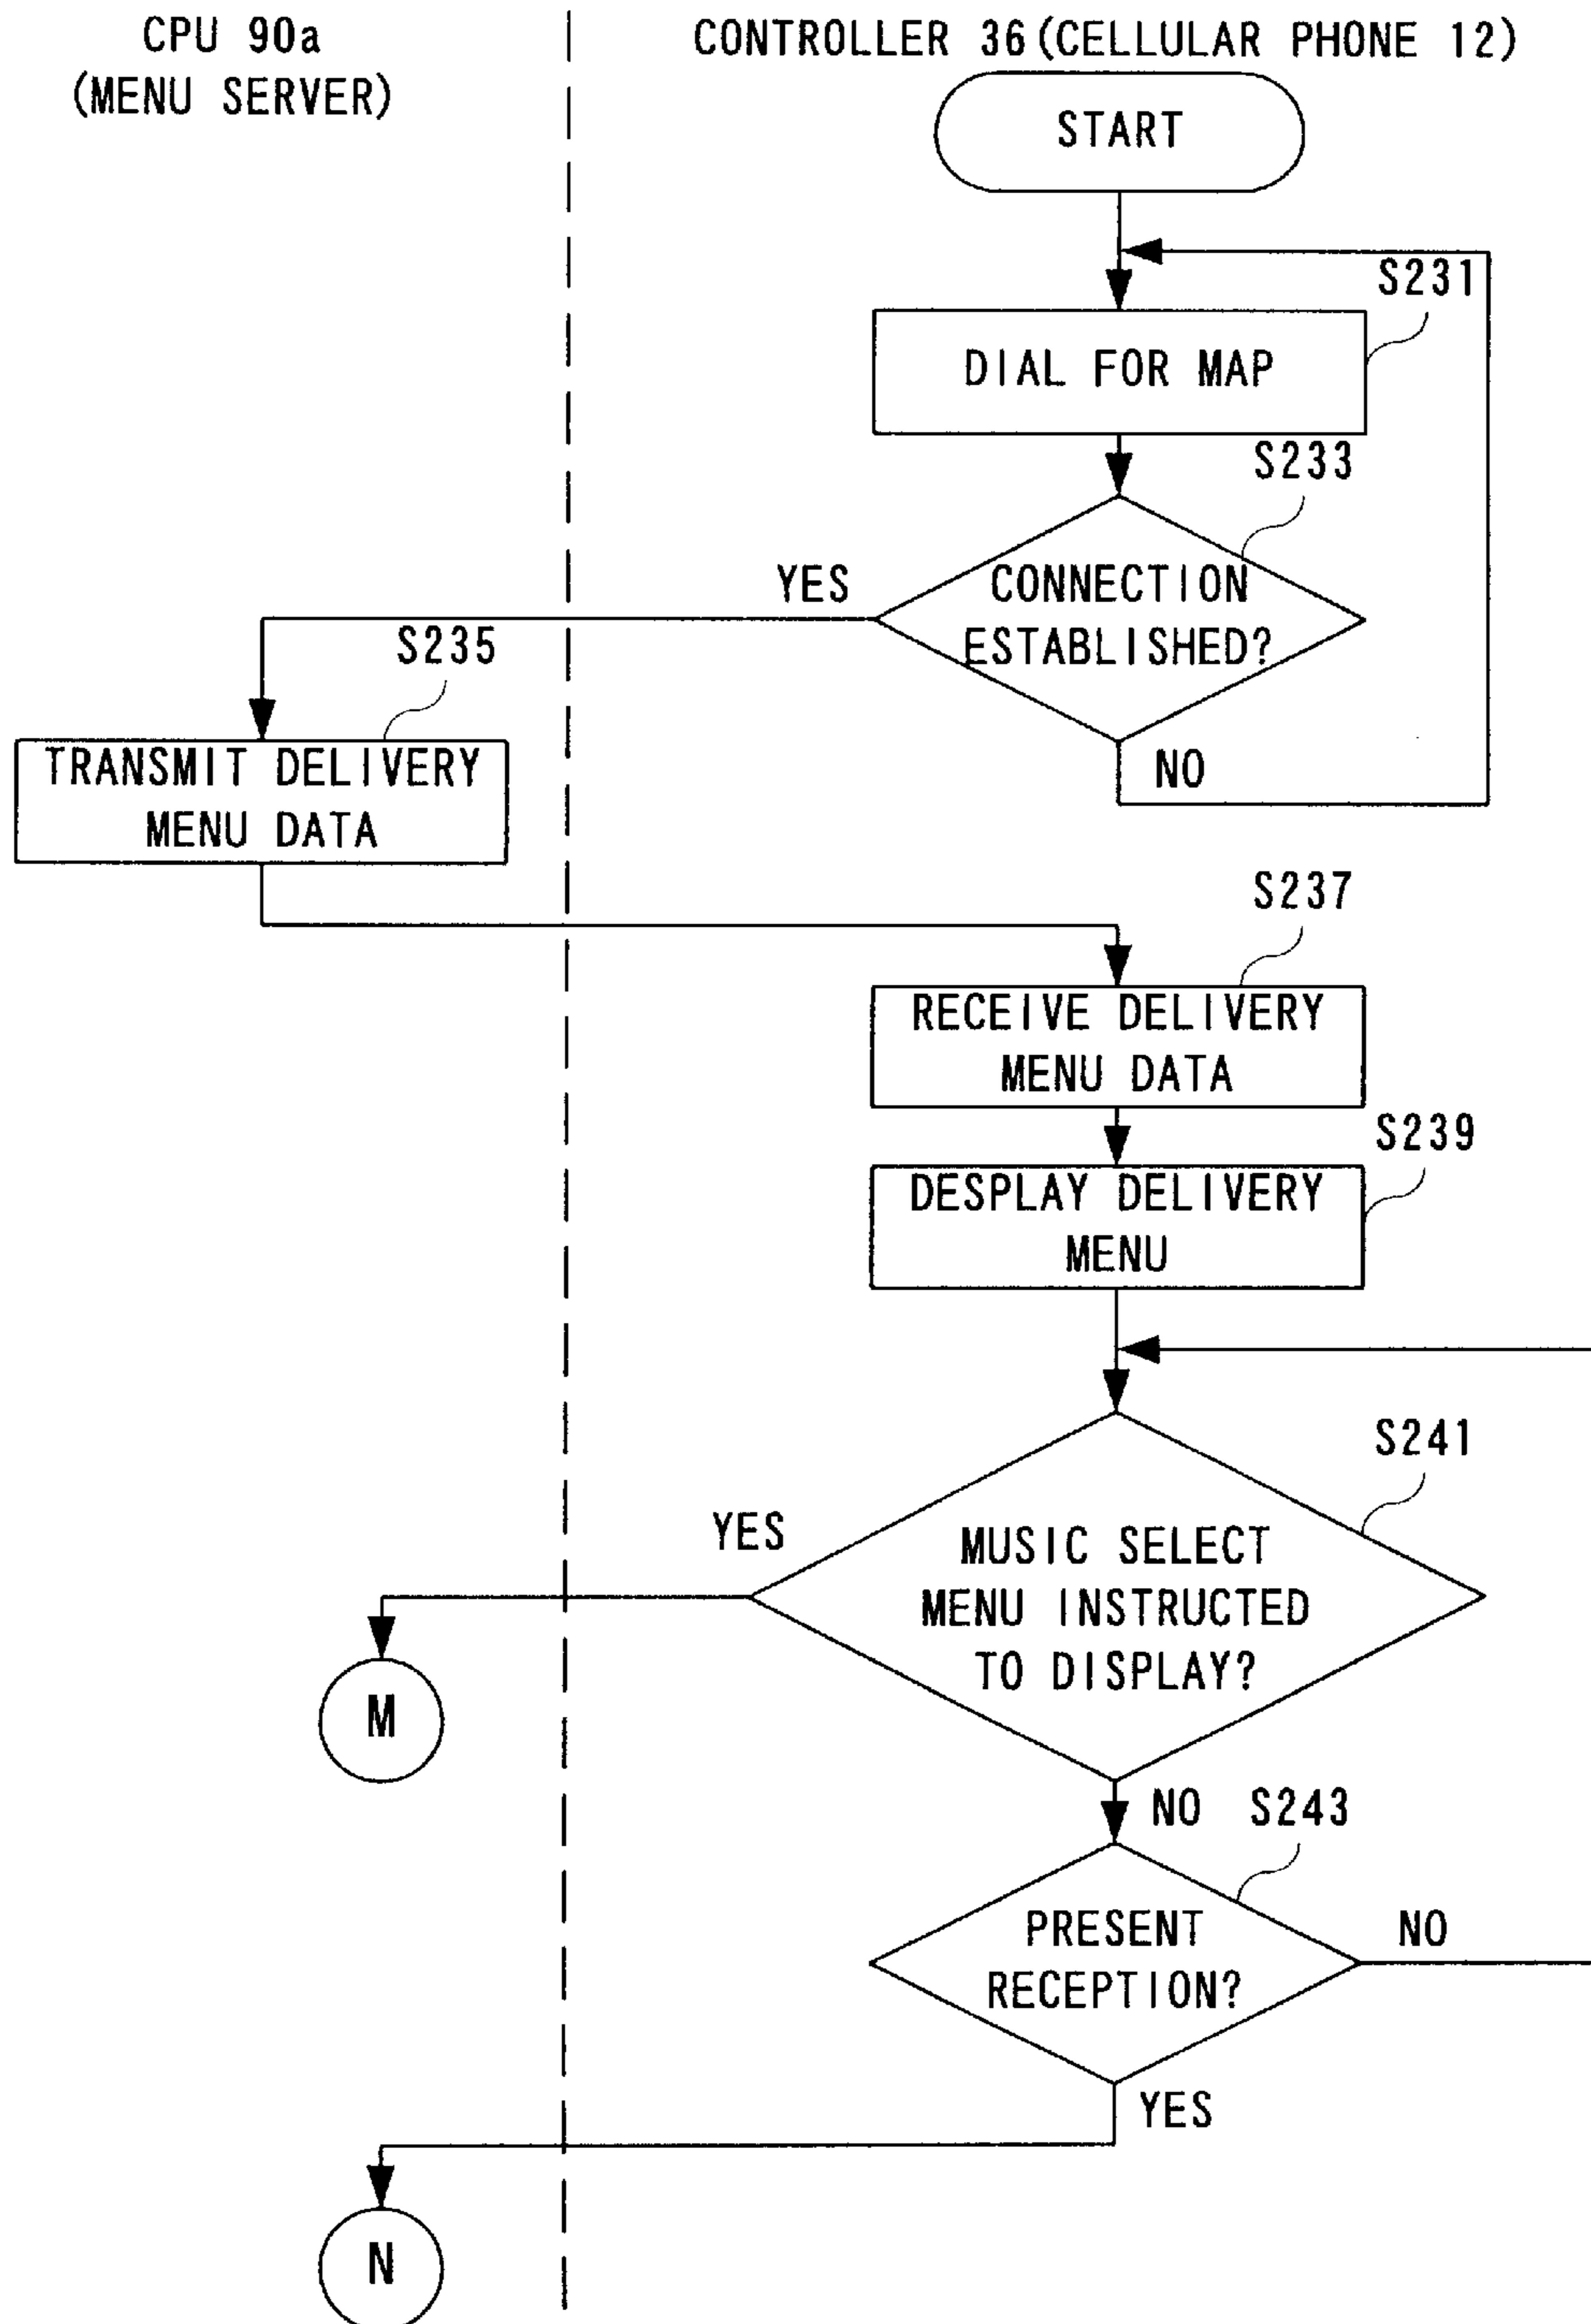 CPU 90a
(MENU SERVER)
CONTROLLER 36(CELLULAR PHONE 12)
START
S231
DIAL FOR MAP
S233
YES
CONNECTION
ESTABLISHED?
S235
NO
TRANSMIT DELIVERY
MENU DATA
S237
RECEIVE DELIVERY
MENU DATA
S239
DESPLAY DELIVERY
MENU
S241
YES
MUSIC SELECT
MENU INSTRUCTED
TO DISPLAY?
M
NO
S243
PRESENT
RECEPTION?
NO
YES
N